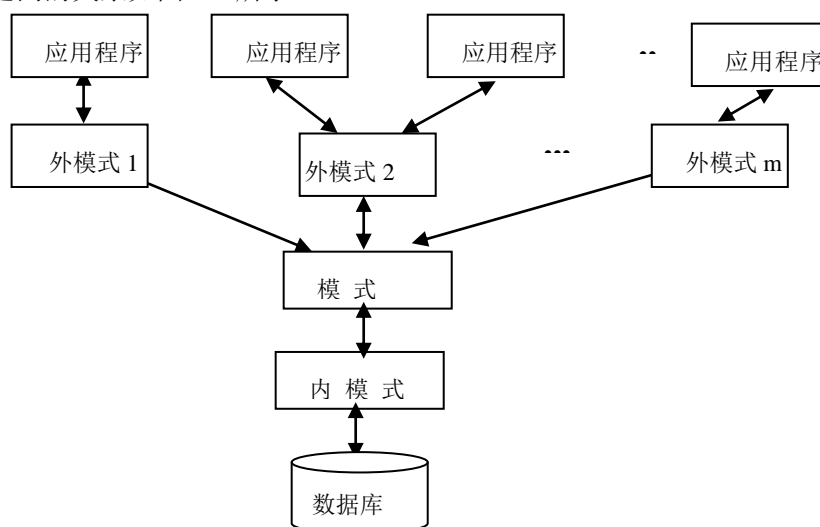 应用程序
应用程序
应用程序
..
应用程序
外模式 1
外模式 2
...
外模式 m
模 式
内 模 式
数据库